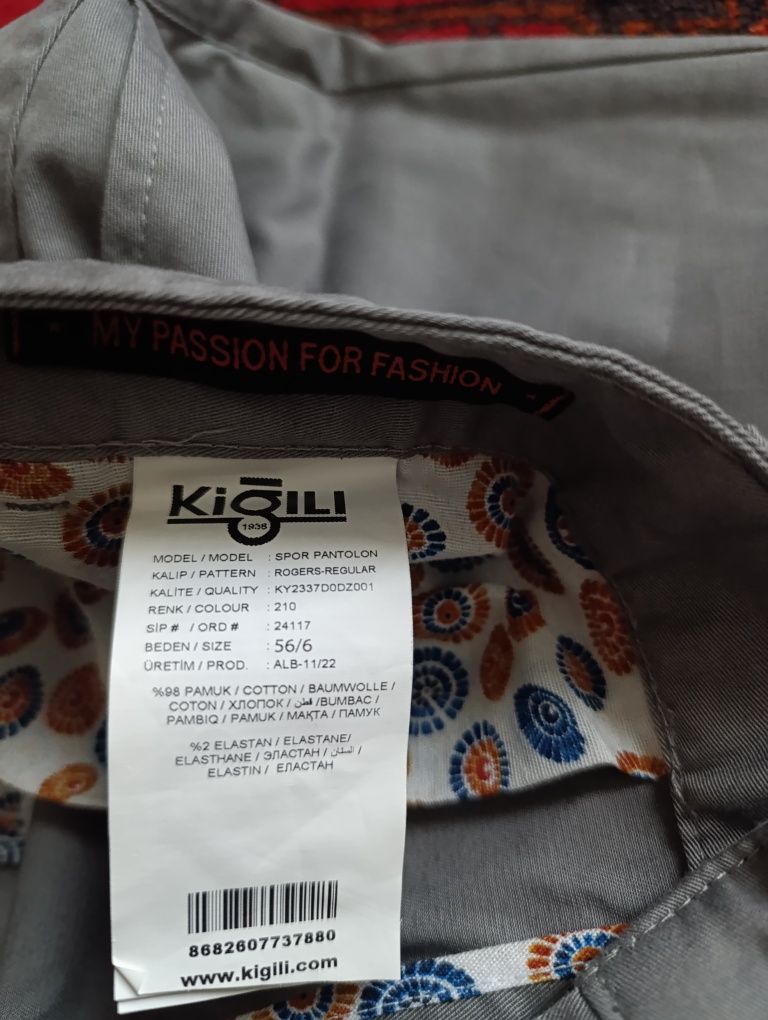 MY PASSION FOR FASHION
KİĞILI
1938
MODEL / MODEL : SPOR PANTOLON
KALIP / PATTERN : ROGERS-REGULAR
KALİTE / QUALITY : KY2337D0DZ001
RENK / COLOUR : 210
SİP # / ORD # : 24117
BEDEN / SIZE : 56/6
ÜRETİM / PROD. : ALB-11/22
%98 PAMUK / COTTON / BAUMWOLLE /
COTON / ХЛОПОК / قطن /BUMBAC /
PAMBIQ / PAMUK / МАҚТА / ПАМУК
%2 ELASTAN / ELASTANE/
ELASTHANE / ЭЛАСТАН / الستان /
ELASTIN / ЕЛАСТАН
8682607737880
www.kigili.com